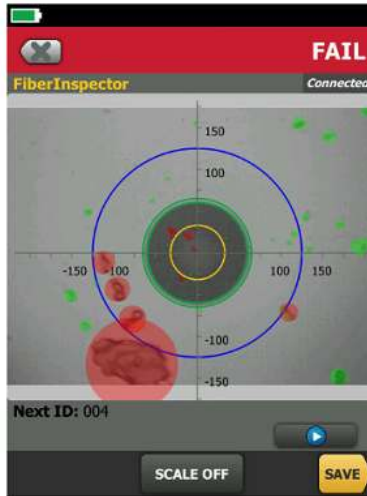 FAIL
FiberInspector
Connected
150
100
-150
-100
100
150
-100
-150
Next ID: 004
SCALE OFF
SAVE